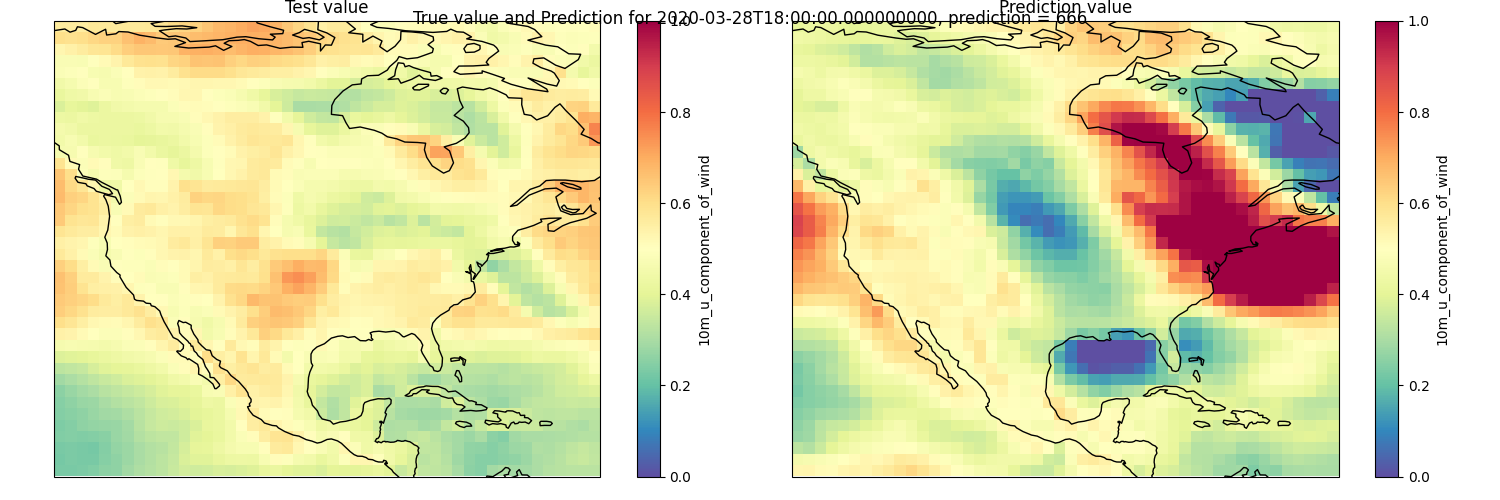 Test value
Prediction value
True value and Prediction for 2020-03-28T18:00:00.000000000, prediction = 666
1.0
0.8
0.6
0.4
0.2
0.0
10m_u_component_of_wind
1.0
0.8
0.6
0.4
0.2
0.0
10m_u_component_of_wind